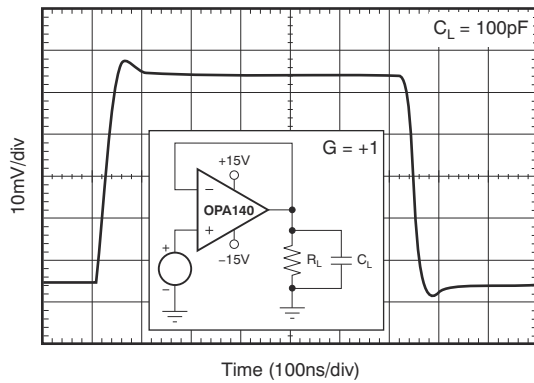 C_L = 100pF
10mV/div
G = +1
+15V
−
OPA140
+
+
−15V
−
R_L
C_L
Time (100ns/div)